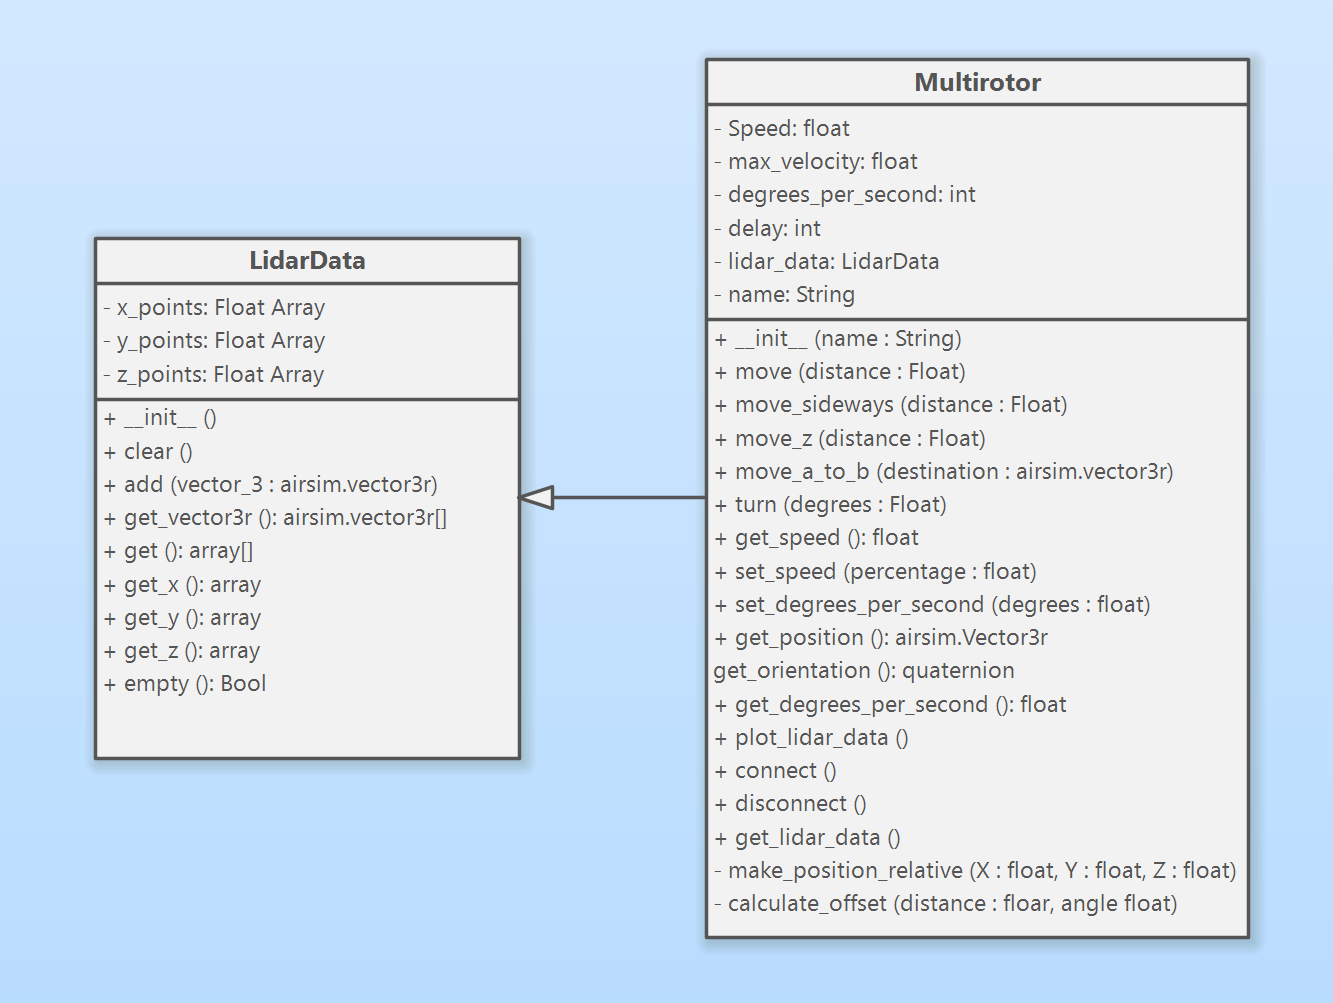 LidarData
- x_points: Float Array
- y_points: Float Array
- z_points: Float Array
+ __init__ ()
+ clear ()
+ add (vector_3 : airsim.vector3r)
+ get_vector3r (): airsim.vector3r[]
+ get (): array[]
+ get_x (): array
+ get_y (): array
+ get_z (): array
+ empty (): Bool
Multirotor
- Speed: float
- max_velocity: float
- degrees_per_second: int
- delay: int
- lidar_data: LidarData
- name: String
+ __init__ (name : String)
+ move (distance : Float)
+ move_sideways (distance : Float)
+ move_z (distance : Float)
+ move_a_to_b (destination : airsim.vector3r)
+ turn (degrees : Float)
+ get_speed (): float
+ set_speed (percentage : float)
+ set_degrees_per_second (degrees : float)
+ get_position (): airsim.Vector3r
get_orientation (): quaternion
+ get_degrees_per_second (): float
+ plot_lidar_data ()
+ connect ()
+ disconnect ()
+ get_lidar_data ()
- make_position_relative (X : float, Y : float, Z : float)
- calculate_offset (distance : floar, angle float)